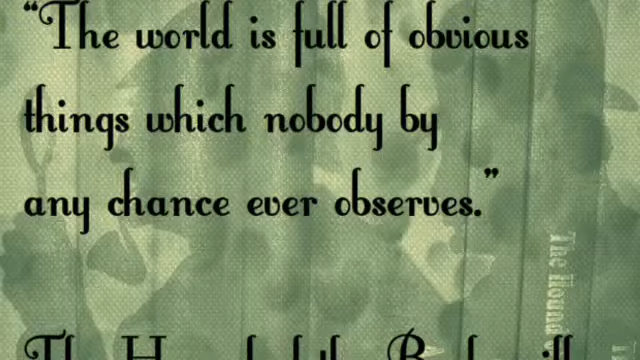 “The world is full of obvious
things which nobody by
any chance ever observes.”
The Hound